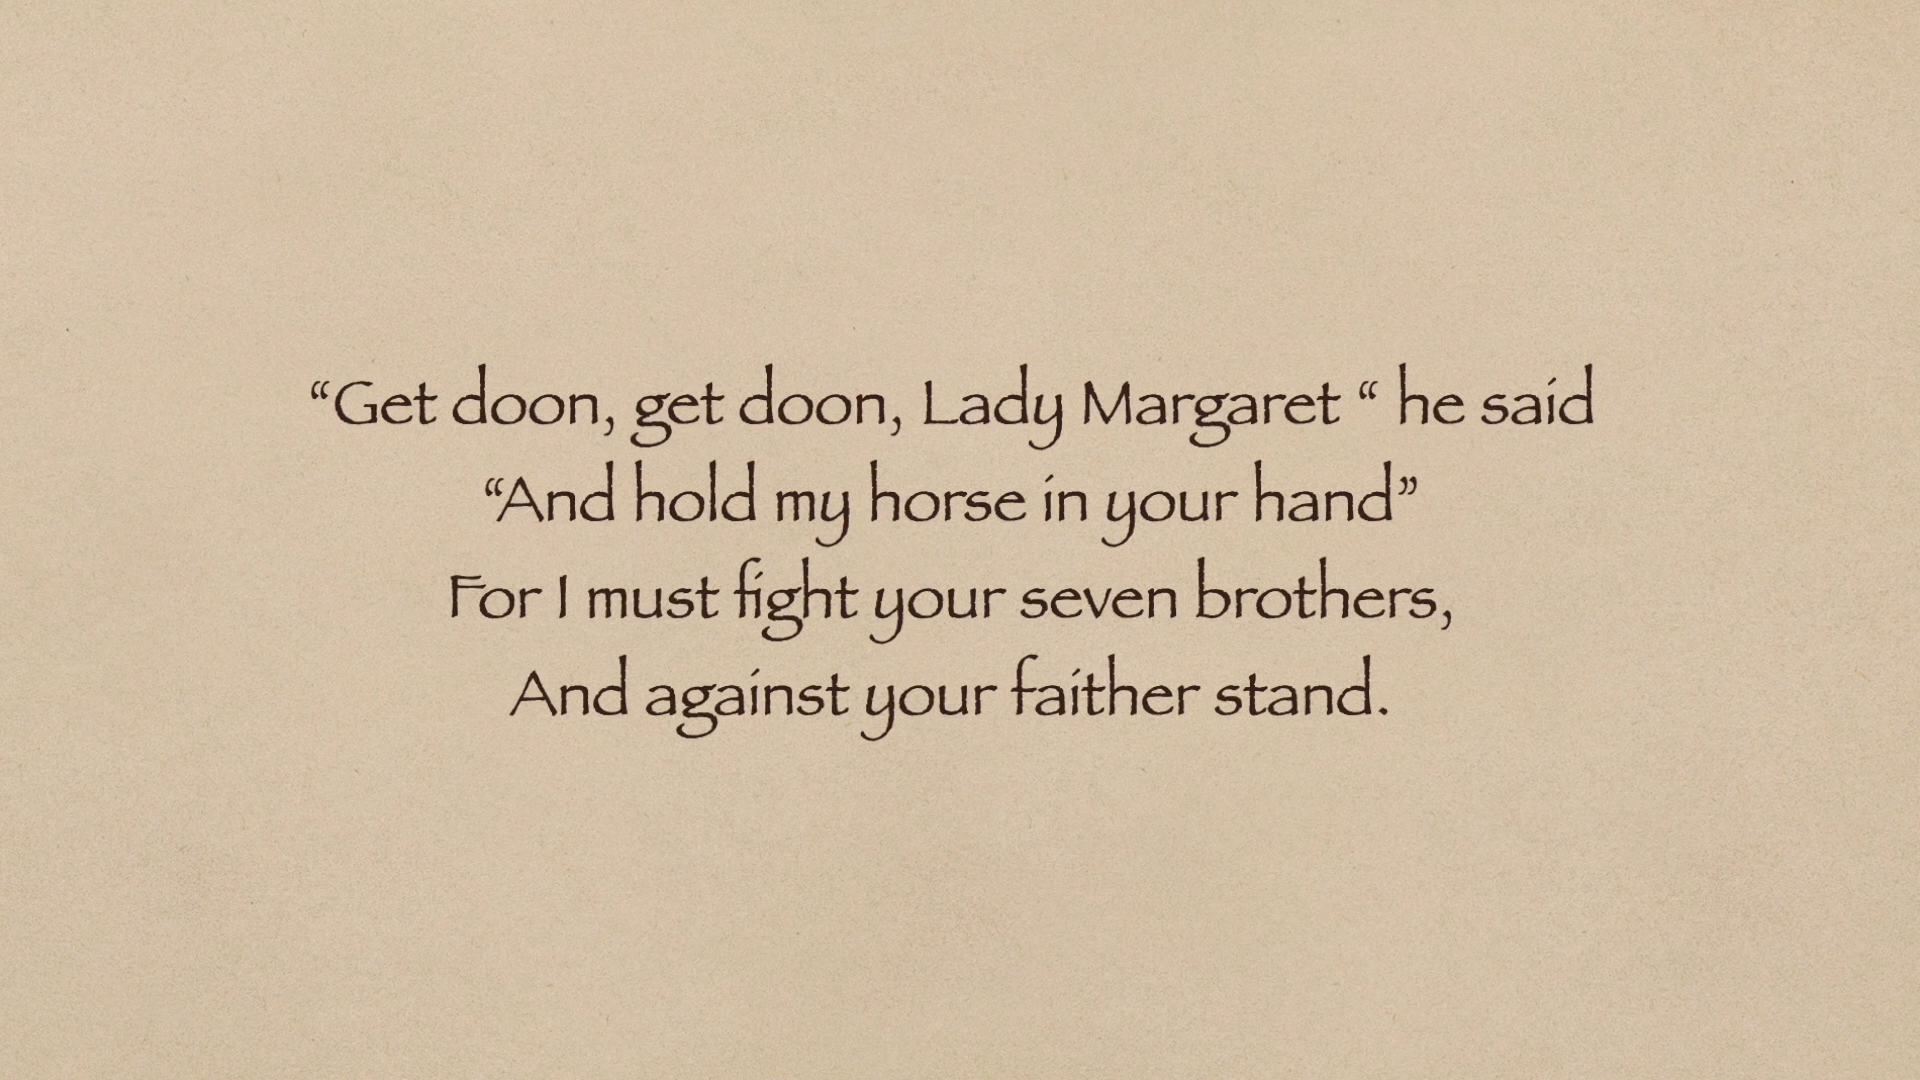 “Get doon, get doon, Lady Margaret “ he said
“And hold my horse in your hand”
For I must fight your seven brothers,
And against your faither stand.